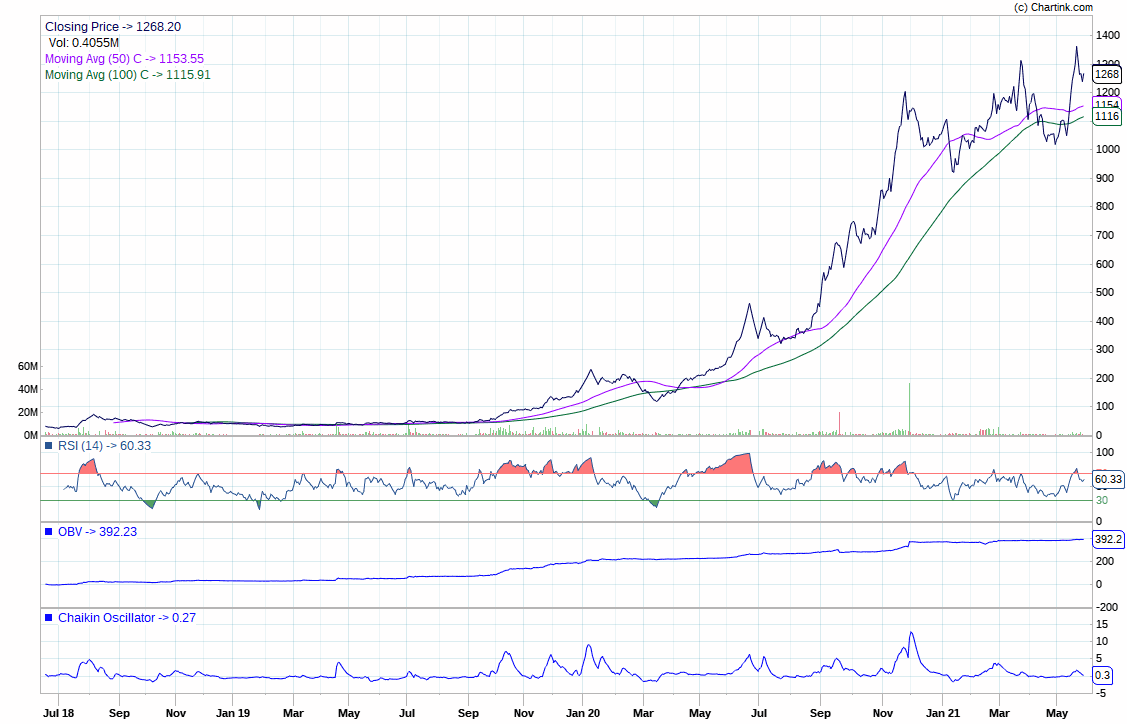 (c) Chartink.com
Closing Price -> 1268.20
Vol: 0.4055M
Moving Avg (50) C -> 1153.55
Moving Avg (100) C -> 1115.91
1400
1300
1268
1200
1154
1116
1000
900
800
700
600
500
400
300
200
100
0
60M
40M
20M
0M
RSI (14) -> 60.33
100
60.33
30
0
OBV -> 392.23
392.2
200
0
-200
Chaikin Oscillator -> 0.27
15
10
5
0.3
-5
Jul 18 Sep Nov Jan 19 Mar May Jul Sep Nov Jan 20 Mar May Jul Sep Nov Jan 21 Mar May